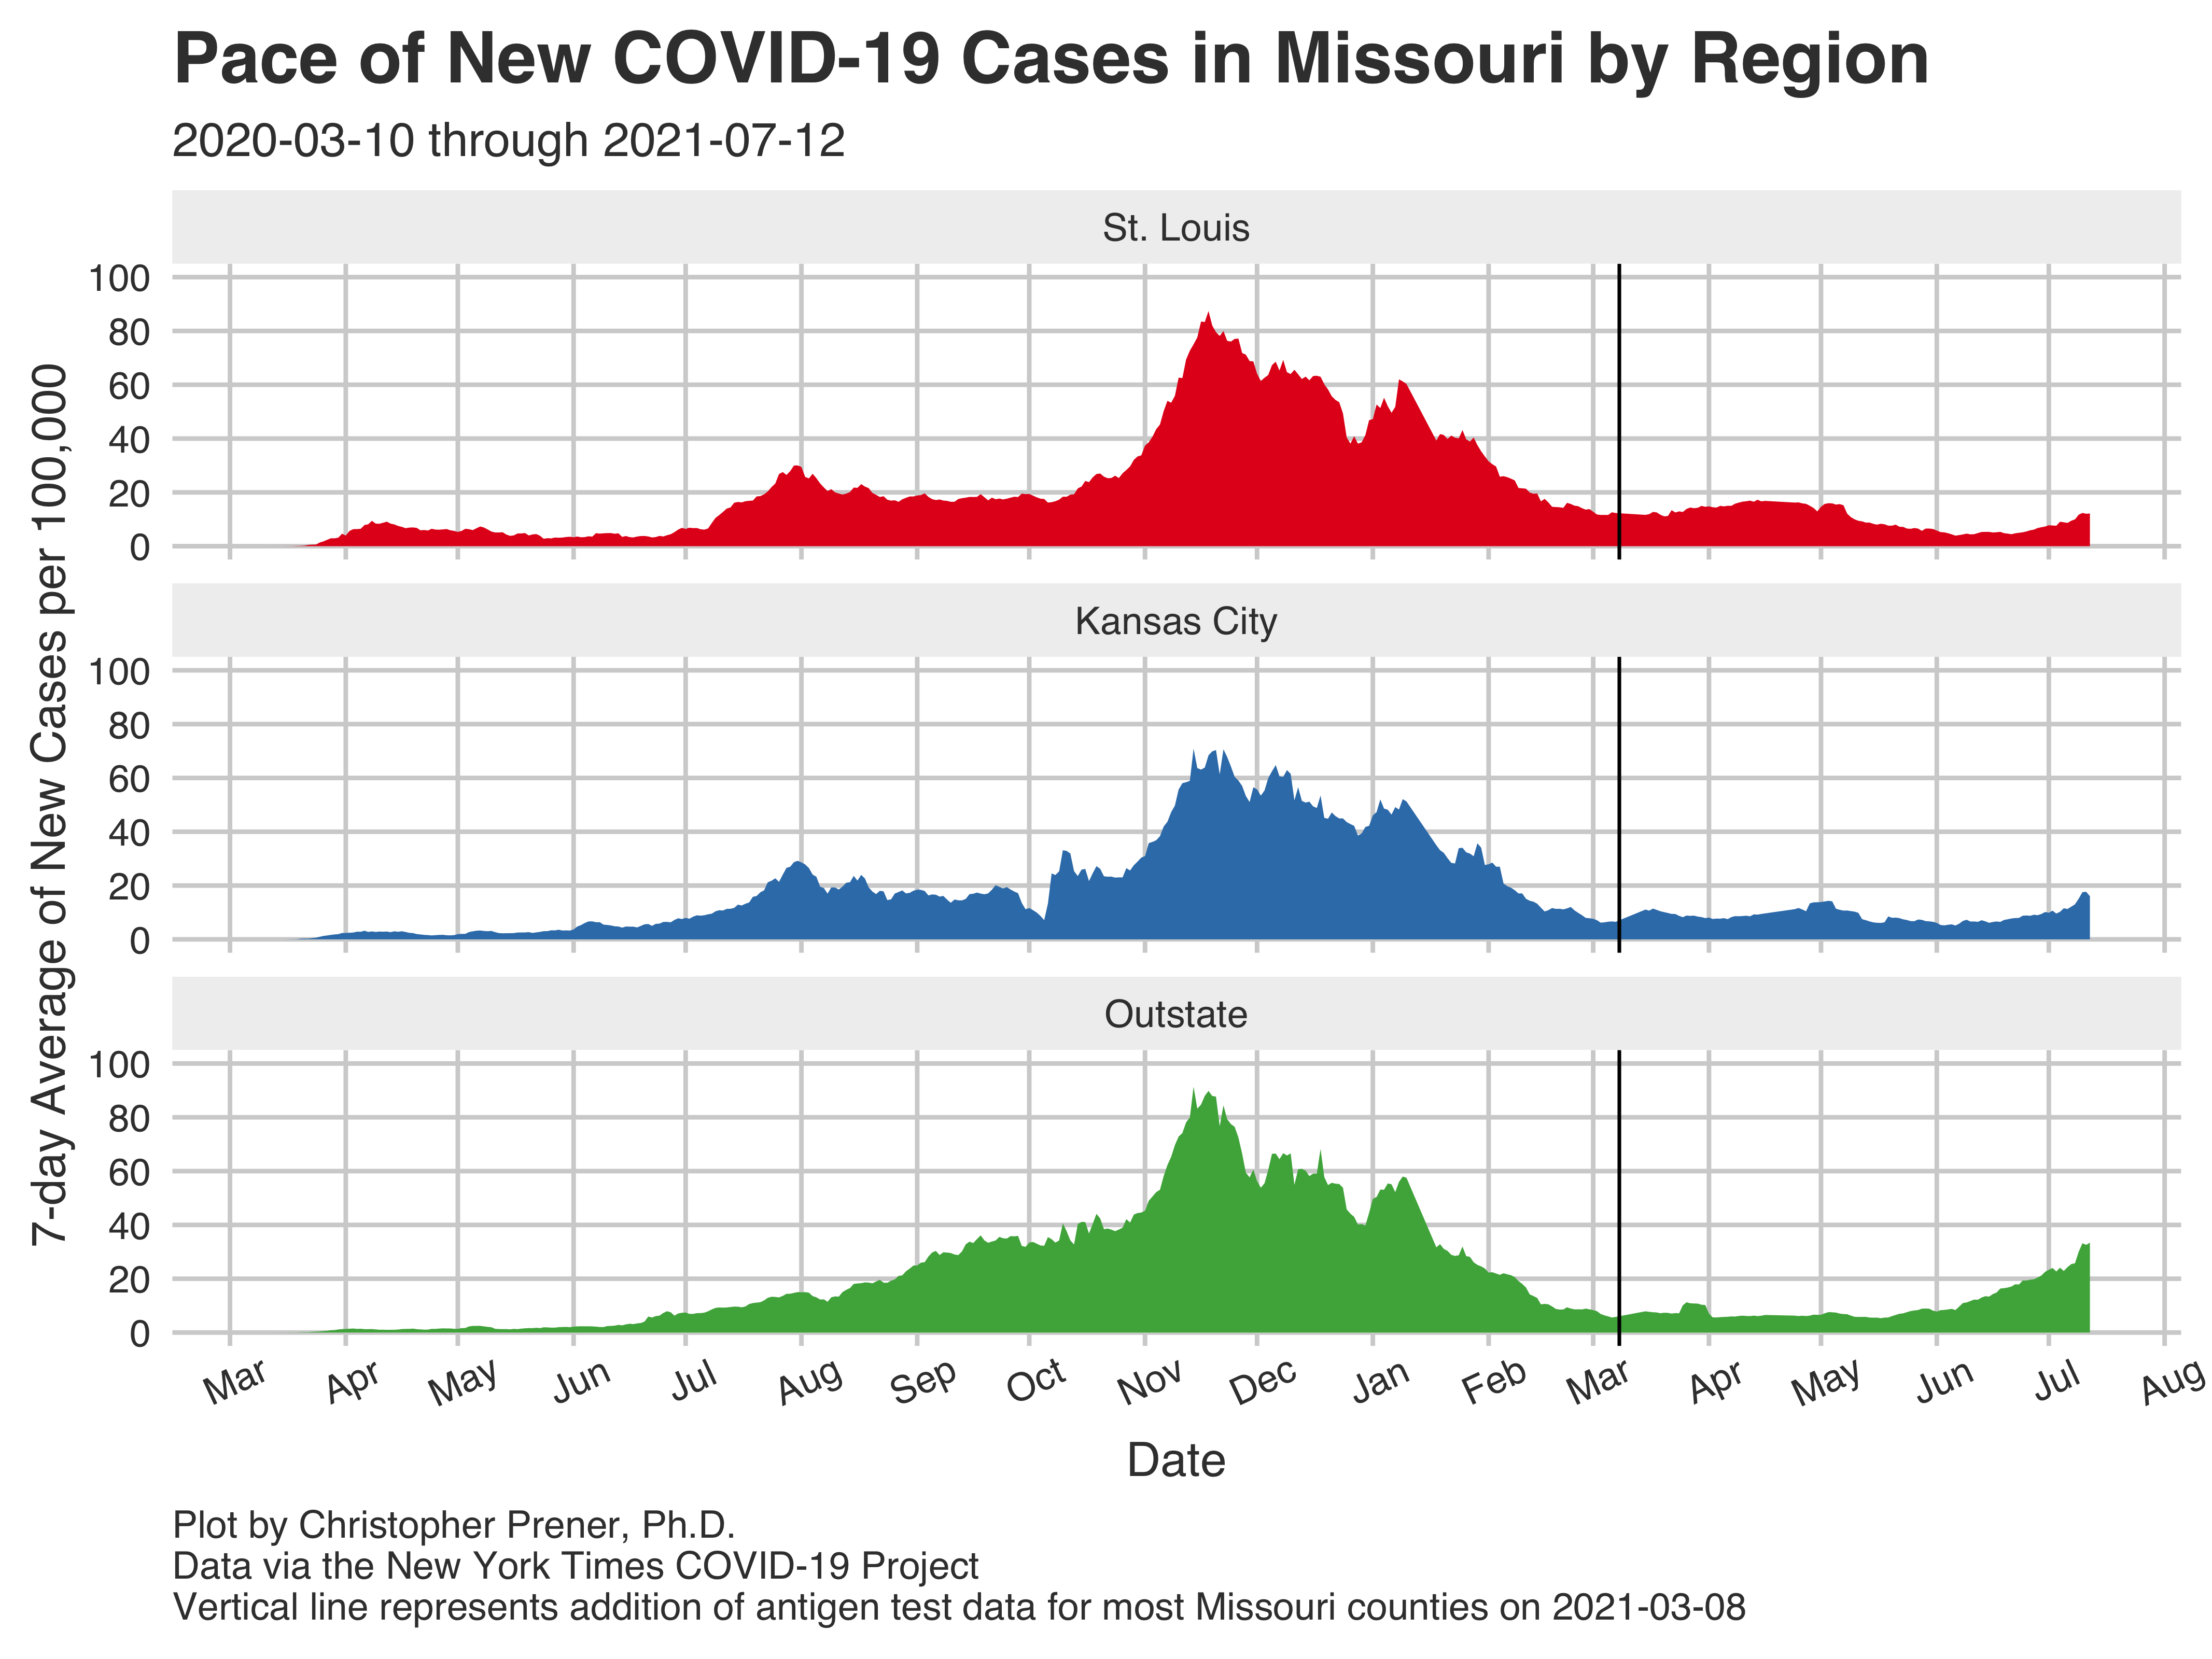 Pace of New COVID-19 Cases in Missouri by Region
2020-03-10 through 2021-07-12
7-day Average of New Cases per 100,000
St. Louis
100
80
60
40
20
0
Kansas City
100
80
60
40
20
0
Outstate
100
80
60
40
20
0
Mar Apr May Jun Jul Aug Sep Oct Nov Dec Jan Feb Mar Apr May Jun Jul Aug
Date
Plot by Christopher Prener, Ph.D.
Data via the New York Times COVID-19 Project
Vertical line represents addition of antigen test data for most Missouri counties on 2021-03-08